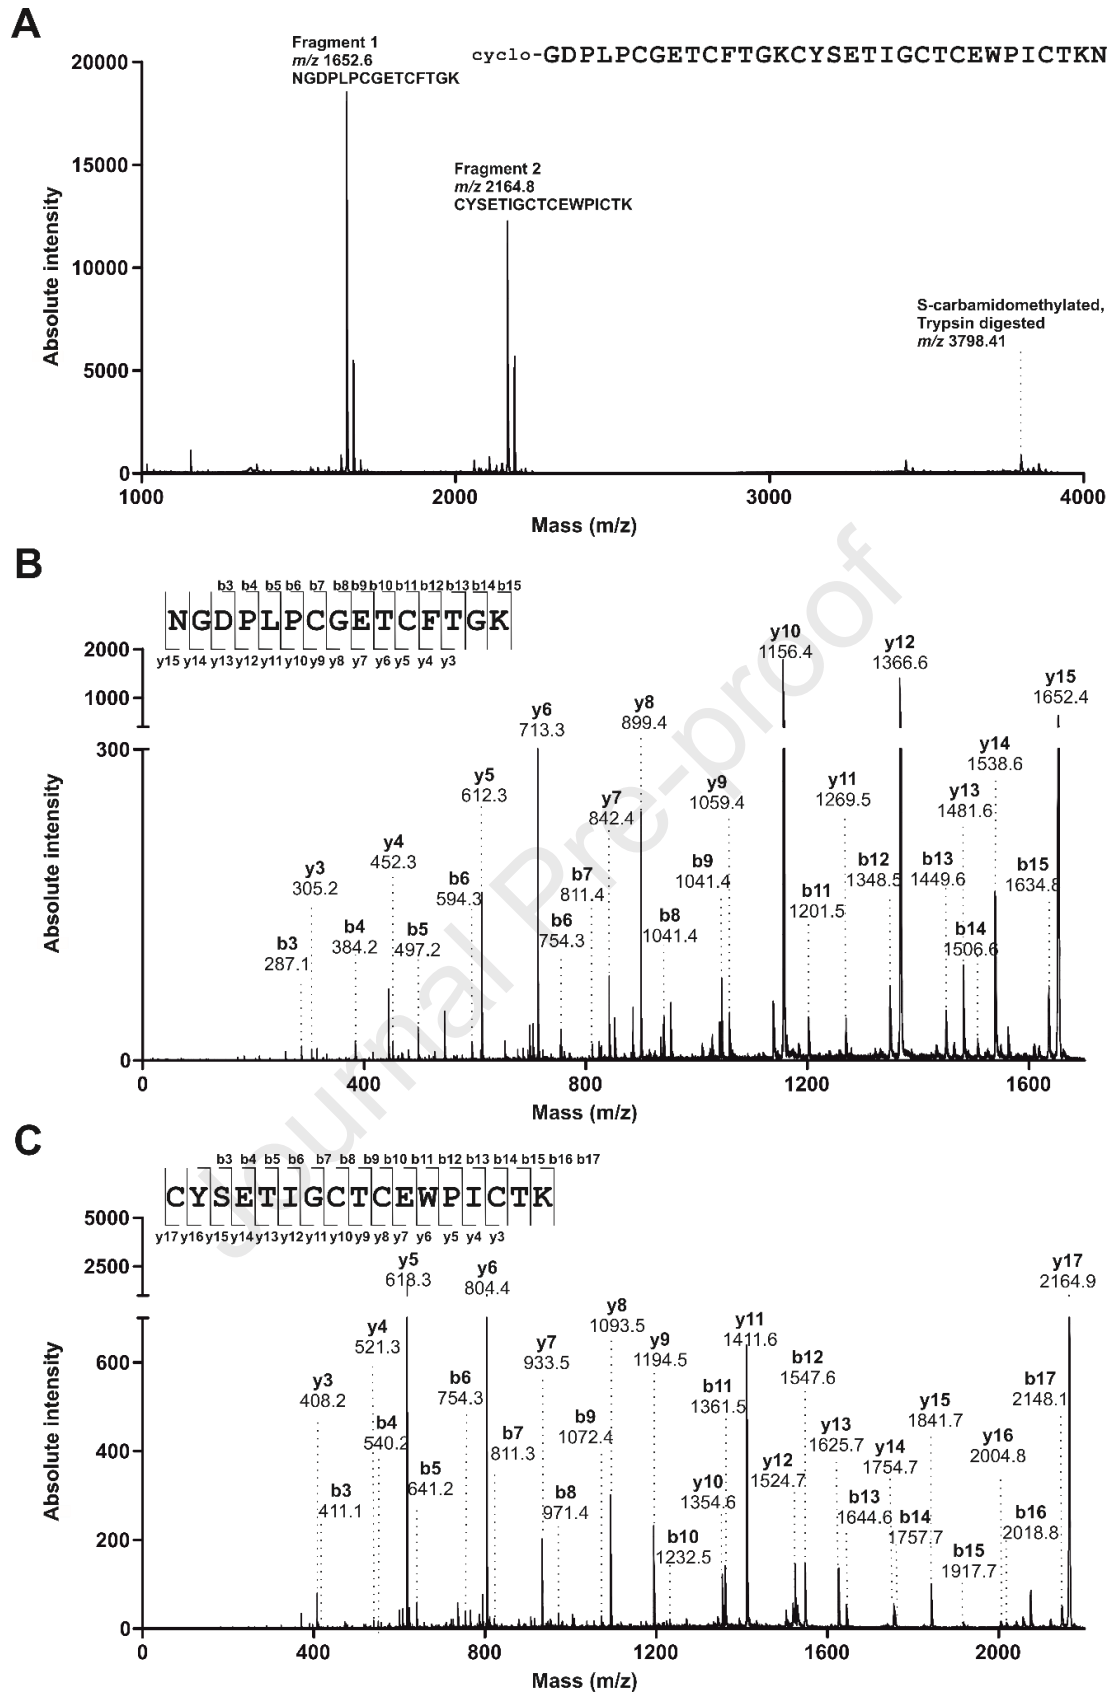 A
Fragment 1
m/z 1652.6
NGDPLPCGETCFTGK
cyclo-GDPLPCGETCFTGKCYSETIGCTCEWPICTKN
Fragment 2
m/z 2164.8
CYSETIGCTCEWPICTK
S-carbamidomethylated,
Trypsin digested
m/z 3798.41
Absolute intensity
20000
15000
10000
5000
0
1000 2000 3000 4000
Mass (m/z)
B
b3 b4 b5 b6 b7 b8 b9 b10 b11 b12 b13 b14 b15
NGDPLPCGETCFTGK
y15 y14 y13 y12 y11 y10 y9 y8 y7 y6 y5 y4 y3
Absolute intensity
2000
1000
300
0
b3
287.1
y3
305.2
b4
384.2
y4
452.3
b5
497.2
b6
594.3
y5
612.3
y6
713.3
b6
754.3
b7
811.4
y7
842.4
y8
899.4
b8
1041.4
b9
1041.4
y9
1059.4
y10
1156.4
b11
1201.5
y11
1269.5
b12
1348.5
y12
1366.6
b13
1449.6
y13
1481.6
b14
1506.6
y14
1538.6
b15
1634.8
y15
1652.4
0 400 800 1200 1600
Mass (m/z)
C
b3 b4 b5 b6 b7 b8 b9 b10 b11 b12 b13 b14 b15 b16 b17
CYSETIGCTCEWPICTK
y17 y16 y15 y14 y13 y12 y11 y10 y9 y8 y7 y6 y5 y4 y3
Absolute intensity
5000
2500
600
400
200
0
y3
408.2
b3
411.1
y4
521.3
b4
540.2
y5
618.3
b5
641.2
b6
754.3
y6
804.4
b7
811.3
y7
933.5
b8
971.4
b9
1072.4
y8
1093.5
y9
1194.5
b10
1232.5
y10
1354.6
b11
1361.5
y11
1411.6
y12
1524.7
b12
1547.6
y13
1625.7
b13
1644.6
y14
1754.7
b14
1757.7
y15
1841.7
b15
1917.7
y16
2004.8
b16
2018.8
b17
2148.1
y17
2164.9
0 400 800 1200 1600 2000
Mass (m/z)
Journal Pre-proof